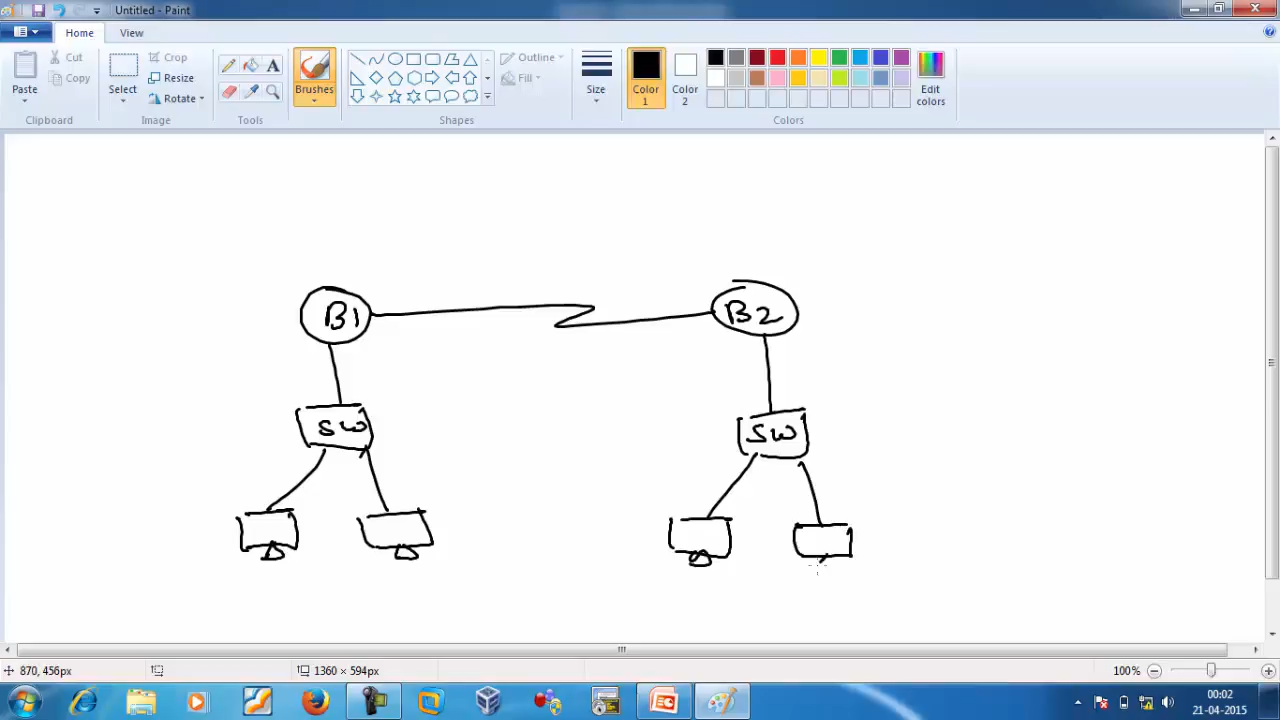 Untitled - Paint
Home View
Paste
Cut
Copy
Clipboard
Select
Crop
Resize
Rotate
Image
Tools
Brushes
Shapes
Outline
Fill
Size
Color 1
Color 2
Colors
Edit colors
B1
B2
SW
SW
870, 456px
1360 × 594px
100%
00:02
21-04-2015